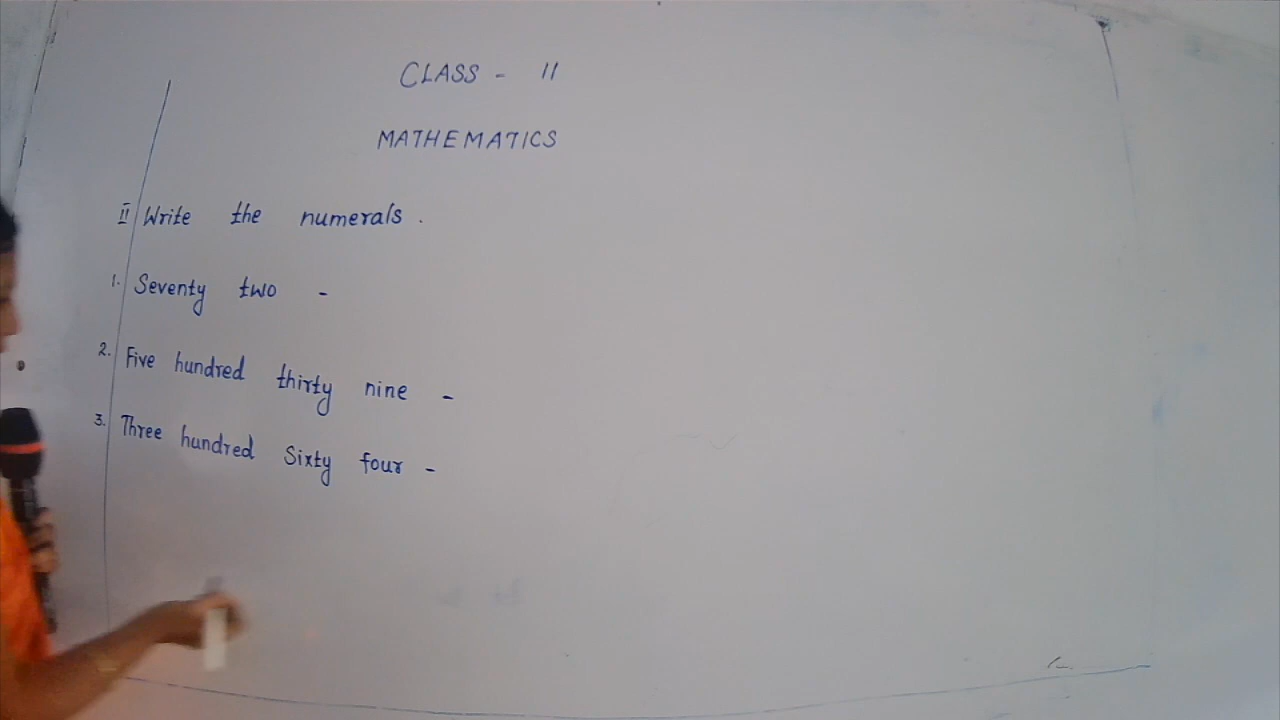 CLASS - II
MATHEMATICS
II Write the numerals.
1. Seventy two -
2. Five hundred thirty nine -
3. Three hundred Sixty four -